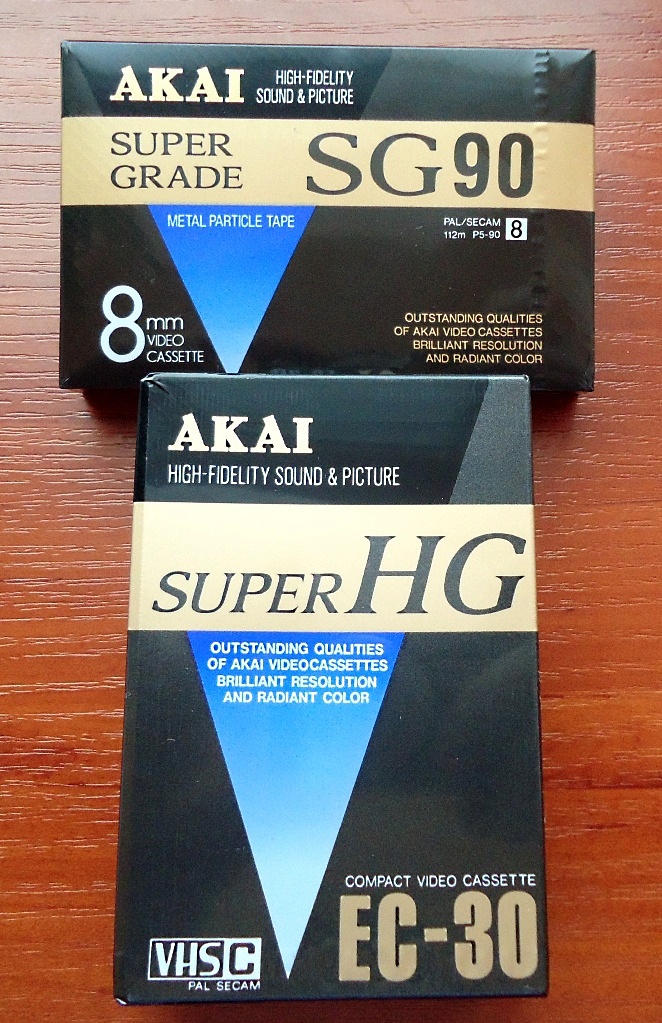 AKAI
HIGH-FIDELITY
SOUND & PICTURE
SUPER
GRADE
SG90
METAL PARTICLE TAPE
PAL/SECAM
112m P5-90 8
8mm
VIDEO
CASSETTE
OUTSTANDING QUALITIES
OF AKAI VIDEO CASSETTES
BRILLIANT RESOLUTION
AND RADIANT COLOR
AKAI
HIGH-FIDELITY SOUND & PICTURE
SUPER HG
OUTSTANDING QUALITIES
OF AKAI VIDEOCASSETTES
BRILLIANT RESOLUTION
AND RADIANT COLOR
COMPACT VIDEO CASSETTE
EC-30
VHS C
PAL SECAM